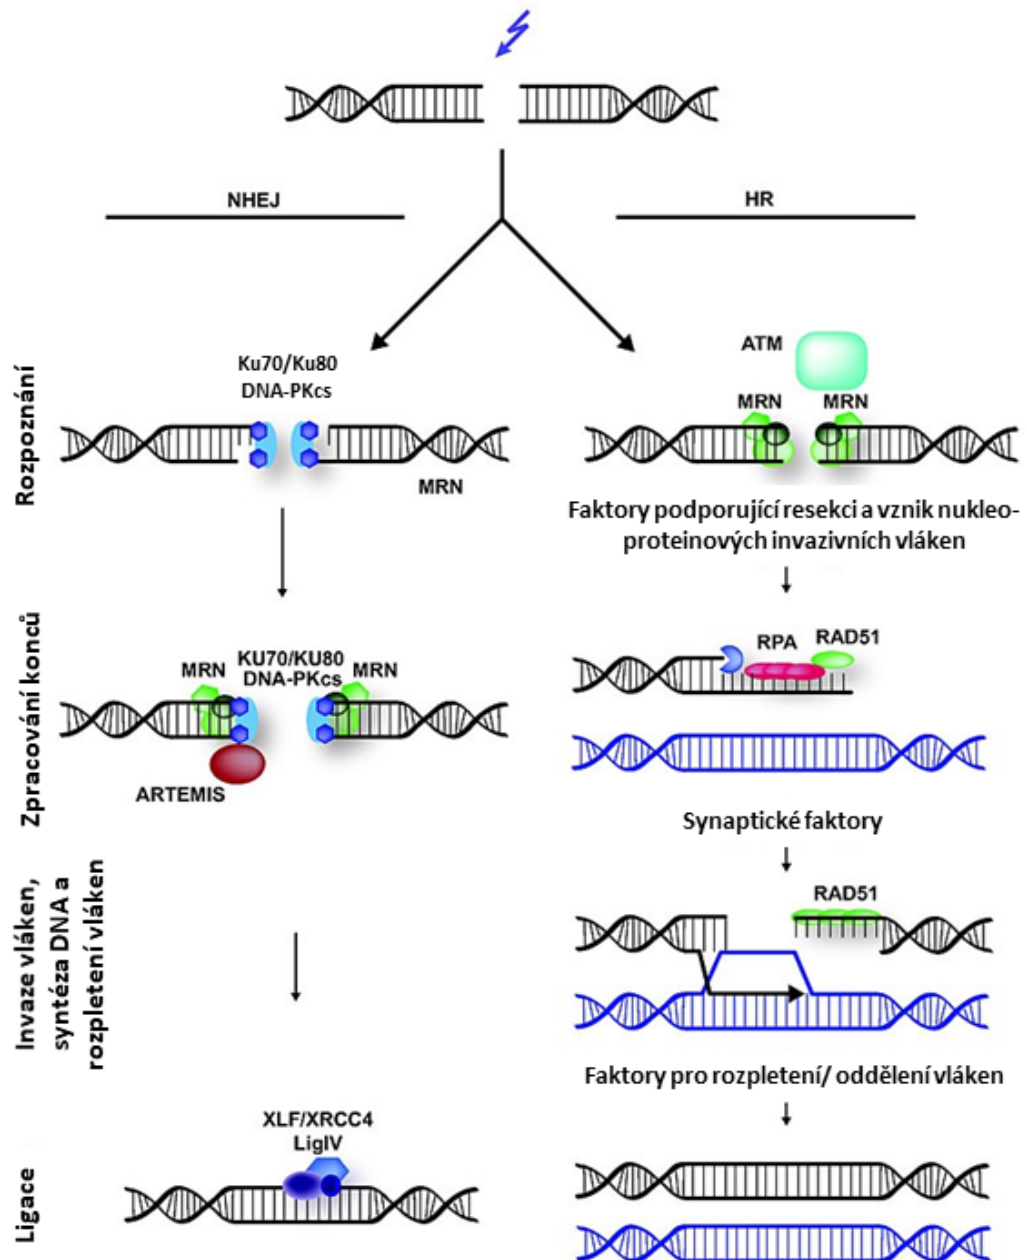 NHEJ
HR
Rozpoznání
Ku70/Ku80
DNA-PKcs
MRN
ATM
MRN
MRN
Faktory podporující resekci a vznik nukleo-
proteinových invazivních vláken
Zpracování konců
MRN
KU70/KU80
DNA-PKcs
MRN
ARTEMIS
RPA
RAD51
Synaptické faktory
Invaze vláken,
syntéza DNA a
rozpletení vláken
RAD51
Faktory pro rozpletení/ oddělení vláken
Ligace
XLF/XRCC4
LigIV